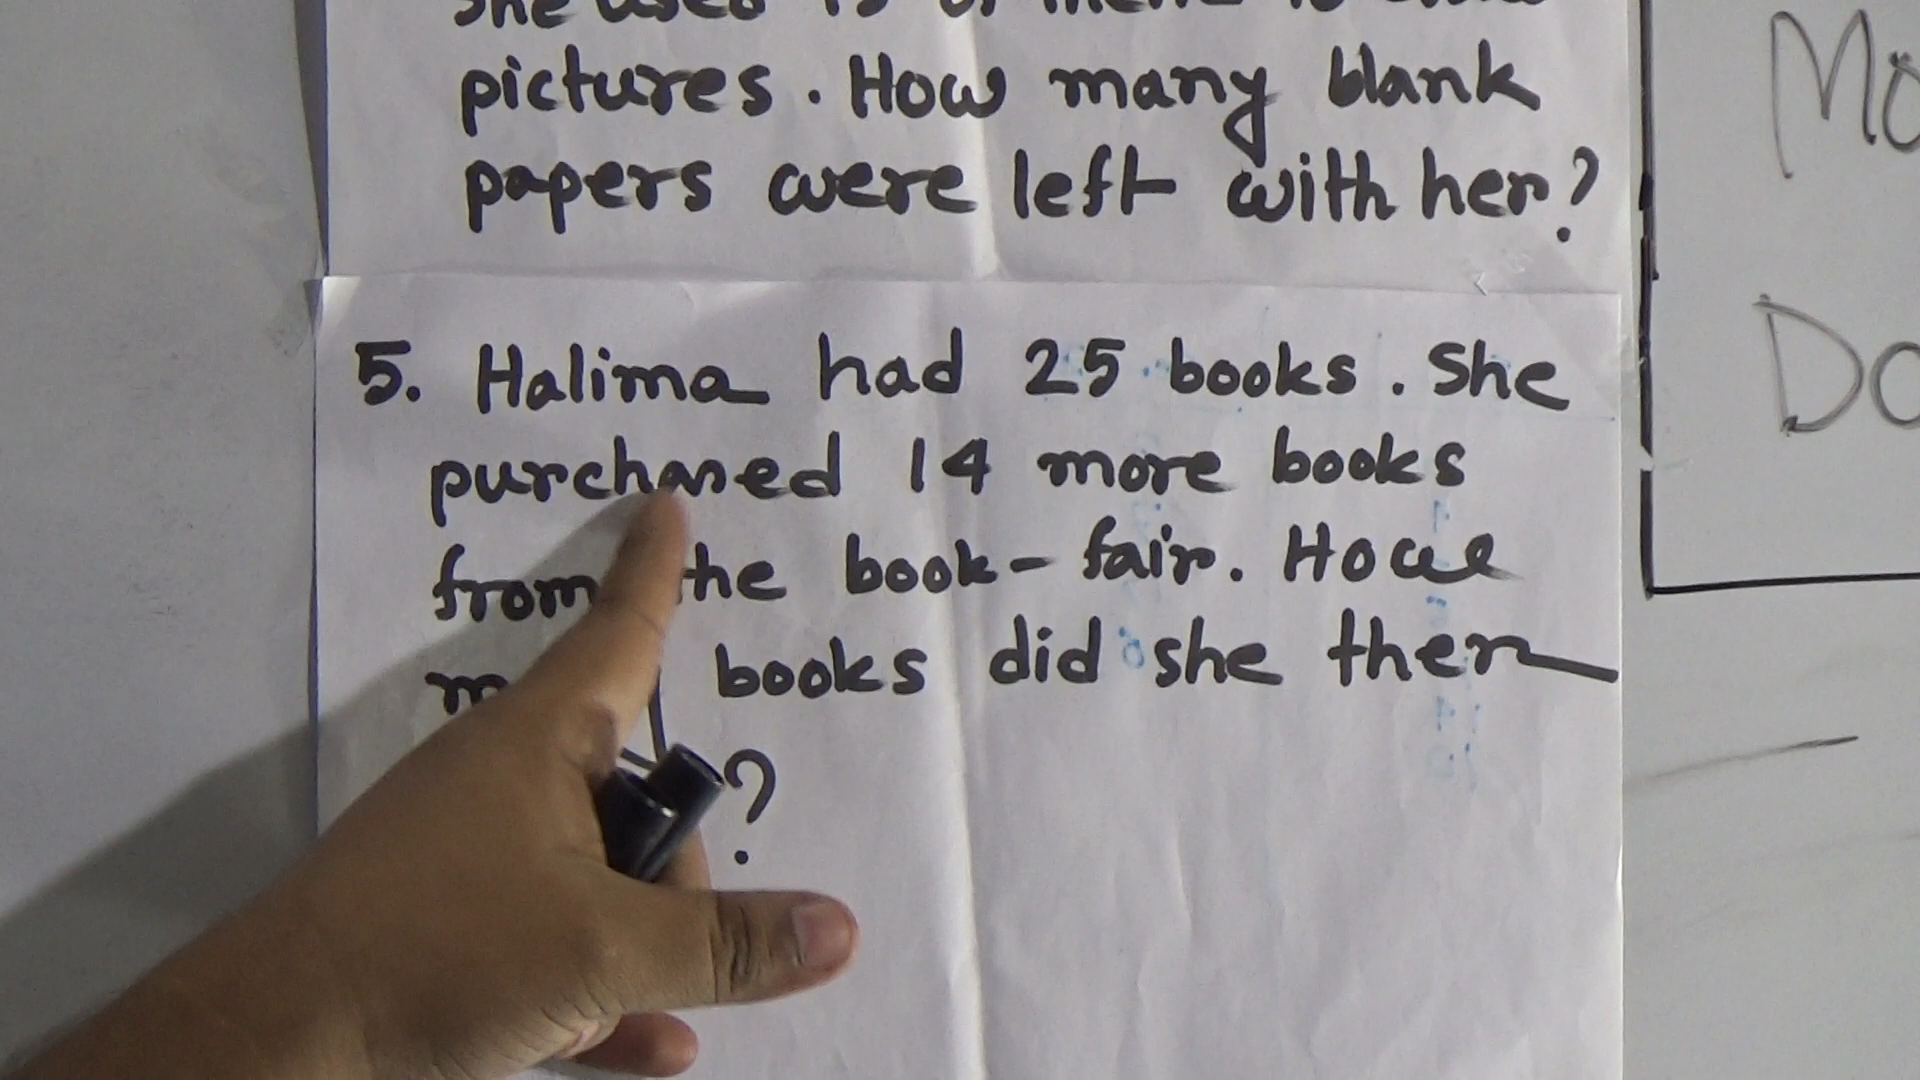 pictures. How many blank
papers were left with her?
5. Halima had 25 books. She
purchased 14 more books
from the book-fair. How
books did she then
?
Mo
Do